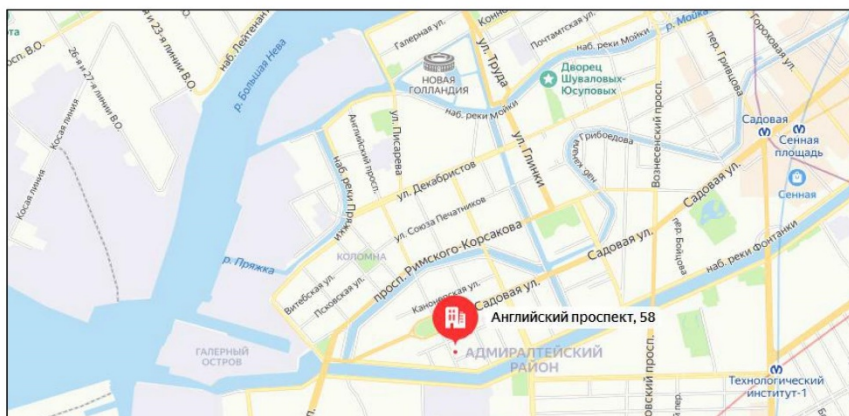 26-я и 27-я линии В.О.
и 23-я линии В.О.
Косая линия
Косая линия
наб. Лейтенан
р. Большая Нева
Галерная ул.
Почтамтская ул.
наб. реки Мойки
р. Мойка
Гороховая ул.
пер. Гривцова
ул. Труда
НОВАЯ
ГОЛЛАНДИЯ
Дворец
Шуваловых-
Юсуповых
наб. реки Мойки
Английский просп.
ул. Писарева
наб. реки Пряжки
ул. Декабристов
ул. Глинки
Вознесенский просп.
Садовая
Сенная
площадь
Сенная
Садовая ул.
ул. Союза Печатников
КОЛОМНА
просп. Римского-Корсакова
пер. Бойцова
наб. реки Фонтанки
Садовая ул.
р. Пряжка
Витебская ул.
Псковская ул.
Канонерская ул.
Садовая ул.
Английский проспект, 58
ГАЛЕРНЫЙ
ОСТРОВ
АДМИРАЛТЕЙСКИЙ
РАЙОН
Технологический
институт-1